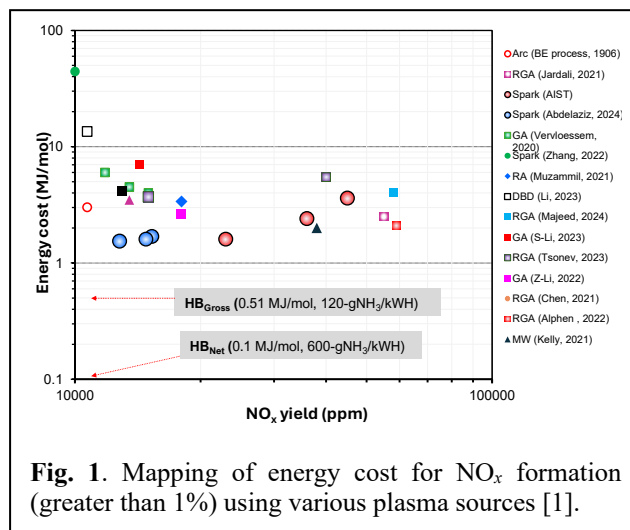 100
10
1
0.1
Energy cost (MJ/mol)
HB_Gross (0.51 MJ/mol, 120-gNH₃/kWH)
HB_Net (0.1 MJ/mol, 600-gNH₃/kWH)
10000
100000
NOₓ yield (ppm)
Arc (BE process, 1906)
RGA (Jardali, 2021)
Spark (AIST)
Spark (Abdelaziz, 2024)
GA (Vervloessem,
2020)
Spark (Zhang, 2022)
RA (Muzammil, 2021)
DBD (Li, 2023)
RGA (Majeed, 2024)
GA (S-Li, 2023)
RGA (Tsonev, 2023)
GA (Z-Li, 2022)
RGA (Chen, 2021)
RGA (Alphen , 2022)
MW (Kelly, 2021)
Fig. 1. Mapping of energy cost for NOₓ formation
(greater than 1%) using various plasma sources [1].